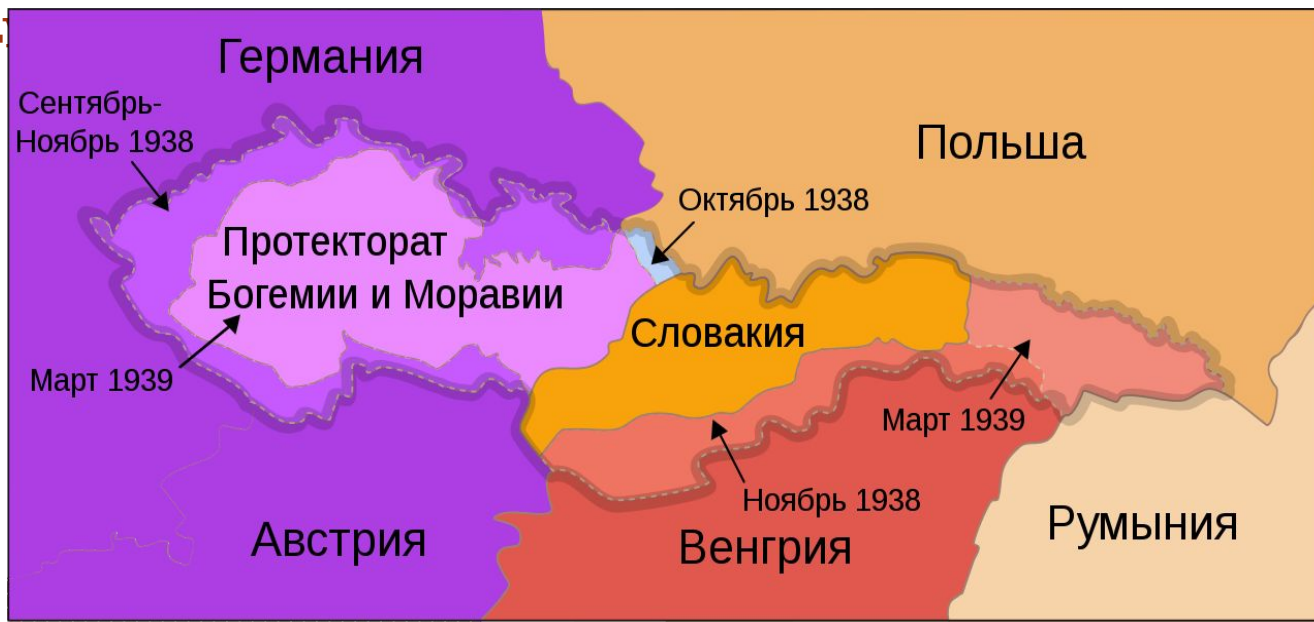 Германия
Сентябрь-
Ноябрь 1938
Польша
Октябрь 1938
Протекторат
Богемии и Моравии
Словакия
Март 1939
Март 1939
Ноябрь 1938
Австрия
Венгрия
Румыния